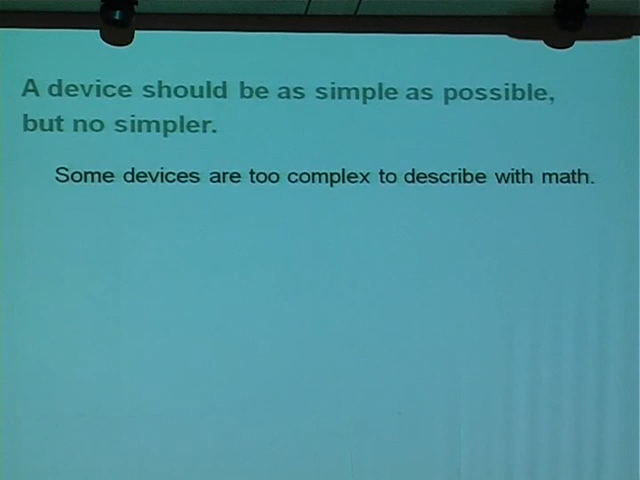 A device should be as simple as possible,
but no simpler.
Some devices are too complex to describe with math.